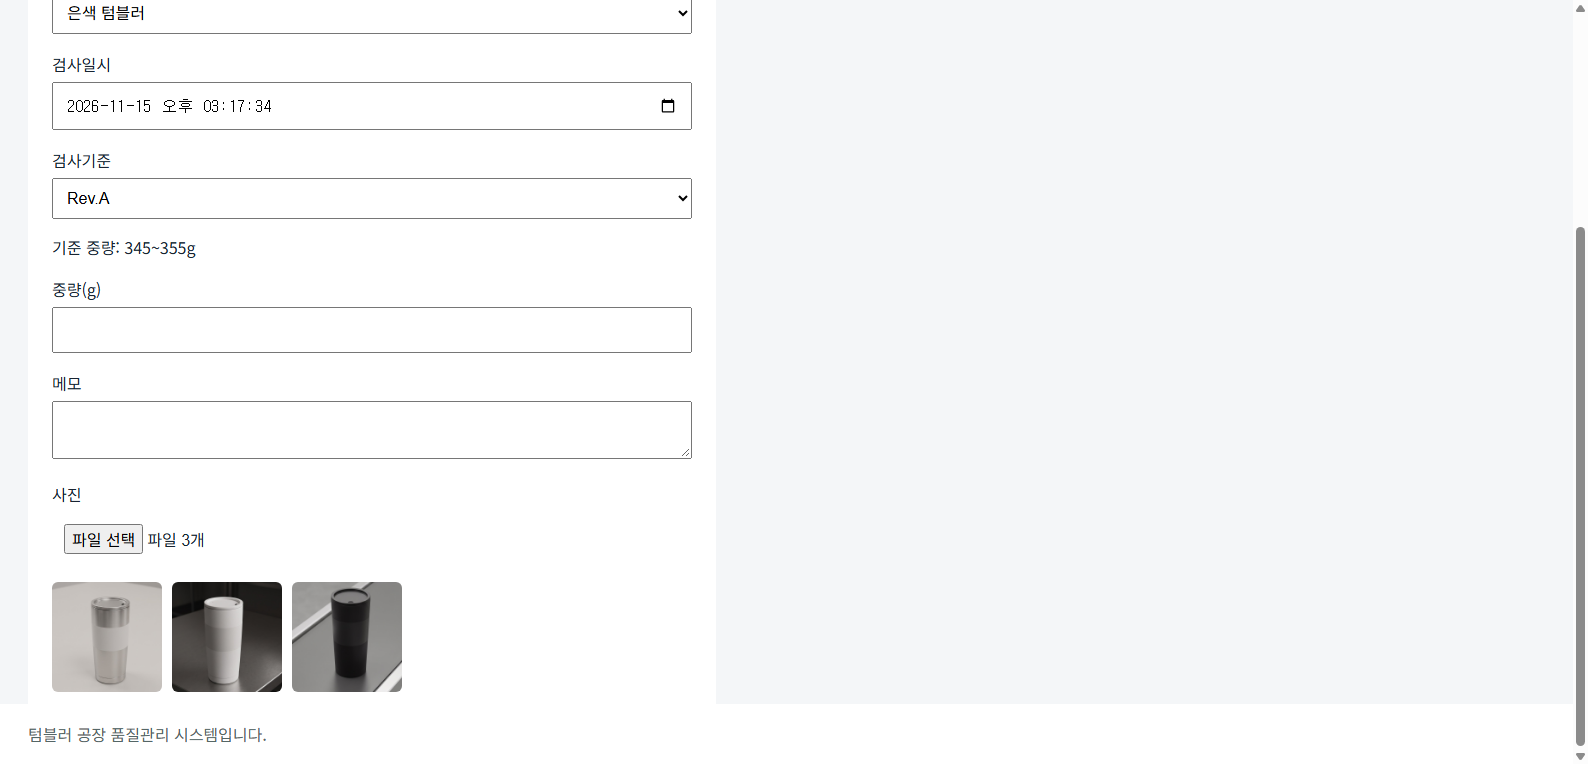 은색 텀블러
검사일시
2026-11-15 오후 03:17:34
검사기준
Rev.A
기준 중량: 345~355g
중량(g)
메모
사진
파일 선택 파일 3개
텀블러 공장 품질관리 시스템입니다.